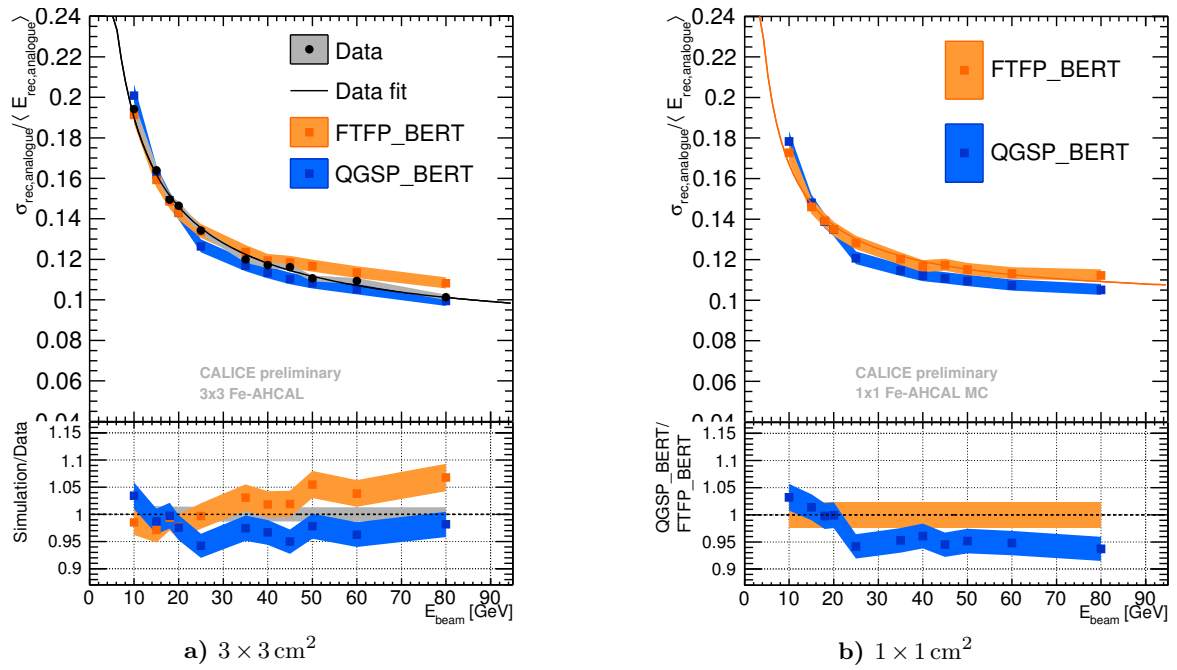 0.24
0.22
0.2
0.18
0.16
0.14
0.12
0.1
0.08
0.06
0.04
σrec,analogue/⟨ Erec,analogue ⟩
Data
Data fit
FTFP_BERT
QGSP_BERT
CALICE preliminary
3x3 Fe-AHCAL
1.15
1.1
1.05
1
0.95
0.9
Simulation/Data
0 10 20 30 40 50 60 70 80 90
Ebeam [GeV]
a) 3 × 3 cm²
0.24
0.22
0.2
0.18
0.16
0.14
0.12
0.1
0.08
0.06
0.04
σrec,analogue/⟨ Erec,analogue ⟩
FTFP_BERT
QGSP_BERT
CALICE preliminary
1x1 Fe-AHCAL MC
1.15
1.1
1.05
1
0.95
0.9
QGSP_BERT/
FTFP_BERT
0 10 20 30 40 50 60 70 80 90
Ebeam [GeV]
b) 1 × 1 cm²